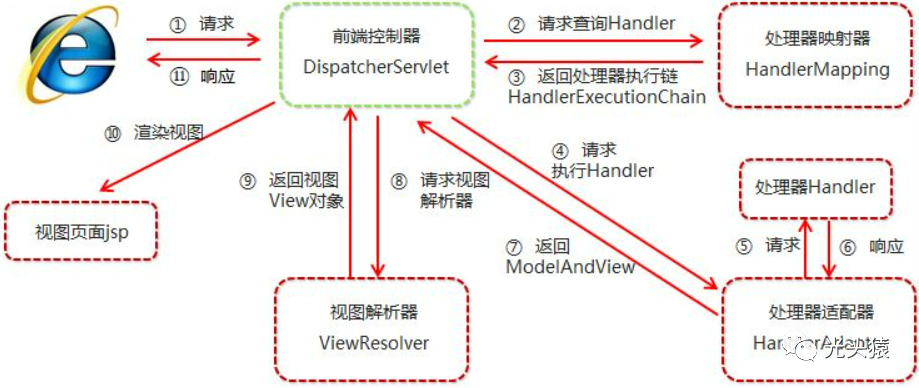 ① 请求
⑪ 响应
前端控制器
DispatcherServlet
② 请求查询Handler
③ 返回处理器执行链
HandlerExecutionChain
处理器映射器
HandlerMapping
⑩ 渲染视图
④ 请求
执行Handler
⑨ 返回视图
View对象
⑧ 请求视图
解析器
处理器Handler
视图页面jsp
⑦ 返回
ModelAndView
⑤ 请求
⑥ 响应
视图解析器
ViewResolver
处理器适配器
光头猿